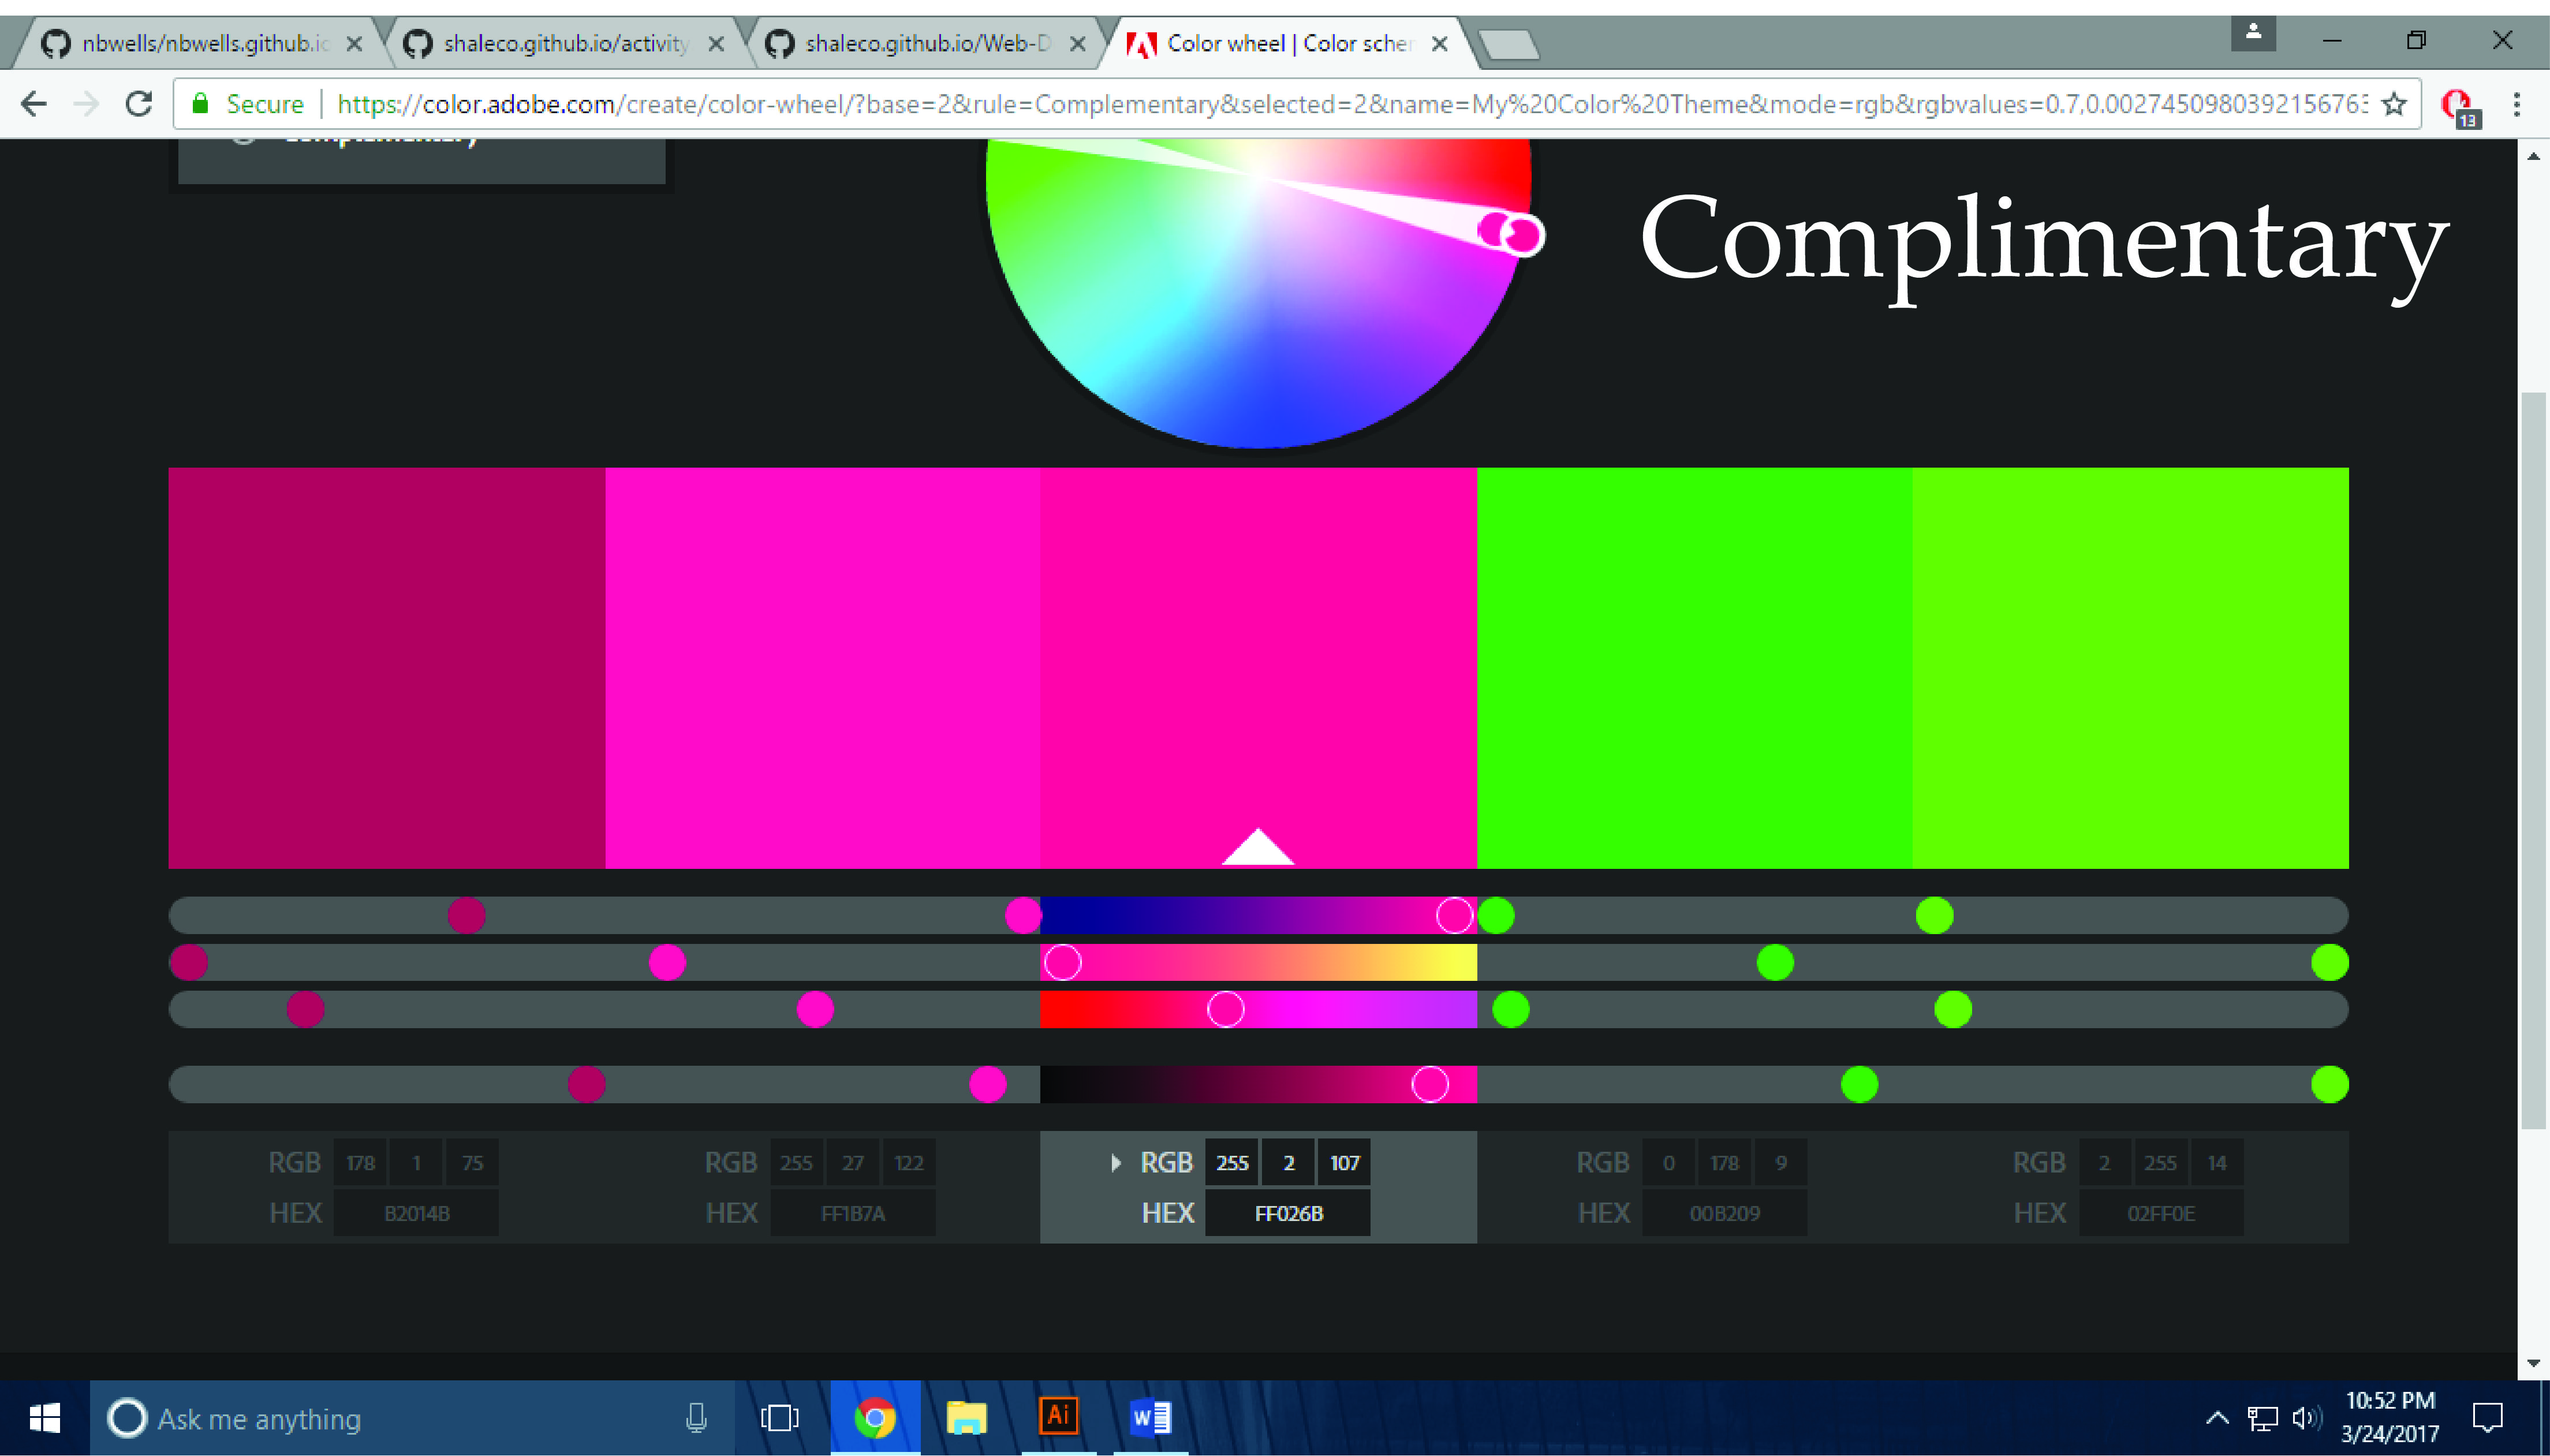 nbwells/nbwells.github.io
shaleco.github.io/activity
shaleco.github.io/Web-D
Color wheel | Color scher
Secure | https://color.adobe.com/create/color-wheel/?base=2&rule=Complementary&selected=2&name=My%20Color%20Theme&mode=rgb&rgbvalues=0.7,0.0027450980392156763
13
Complimentary
RGB 178 1 75
HEX B2014B
RGB 255 27 122
HEX FF1B7A
RGB 255 2 107
HEX FF026B
RGB 0 178 9
HEX 00B209
RGB 2 255 14
HEX 02FF0E
Ask me anything
Ai
W
10:52 PM
3/24/2017